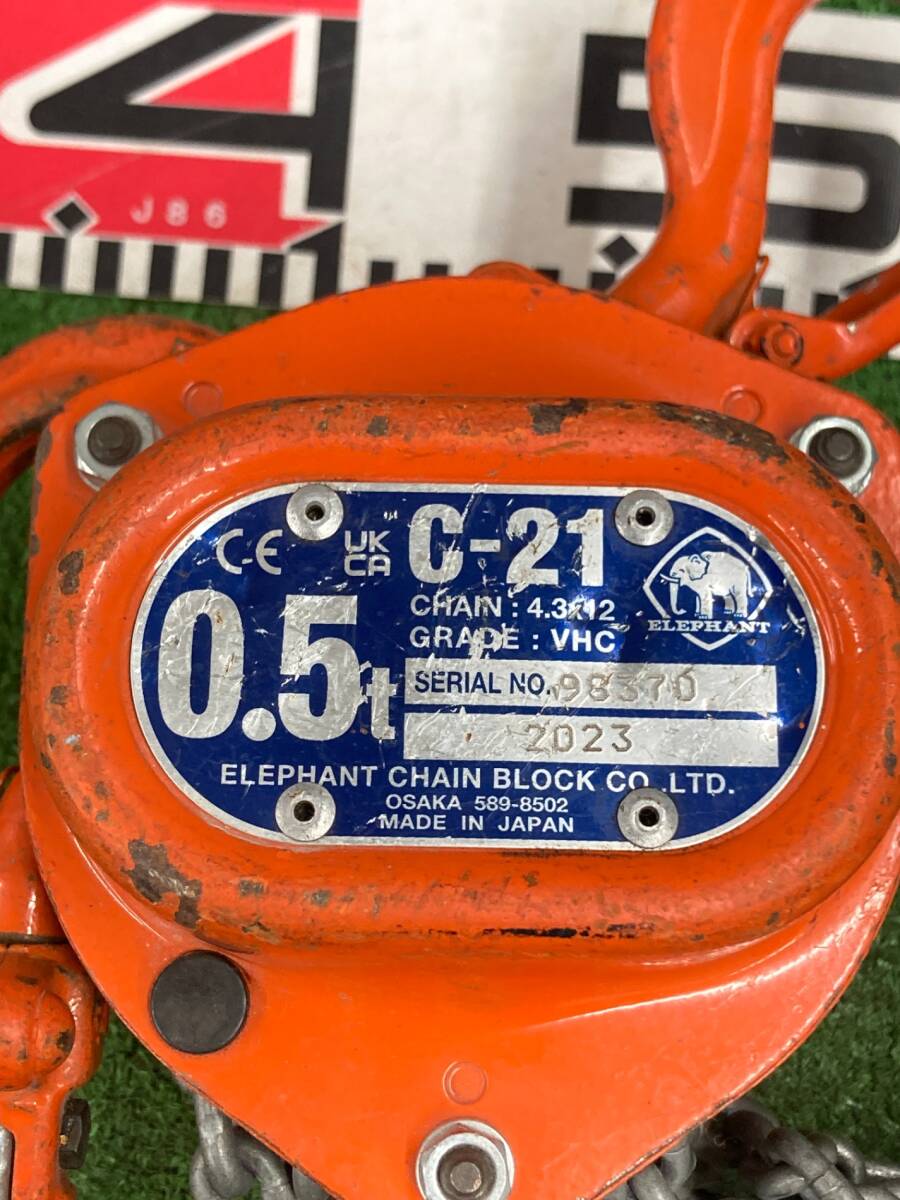 4 5
J86
CE UK CA C-21
CHAIN : 4.3x12
GRADE : VHC
ELEPHANT
0.5t
SERIAL NO. 98370
2023
ELEPHANT CHAIN BLOCK CO.,LTD.
OSAKA 589-8502
MADE IN JAPAN